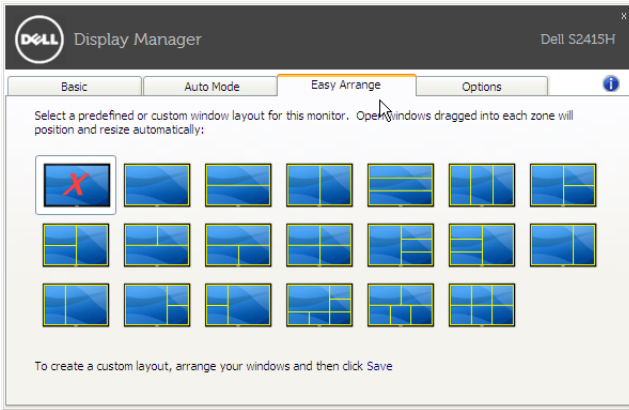 DELL Display Manager Dell S2415H
x
Basic Auto Mode Easy Arrange Options i
Select a predefined or custom window layout for this monitor. Open windows dragged into each zone will
position and resize automatically:
X
To create a custom layout, arrange your windows and then click Save